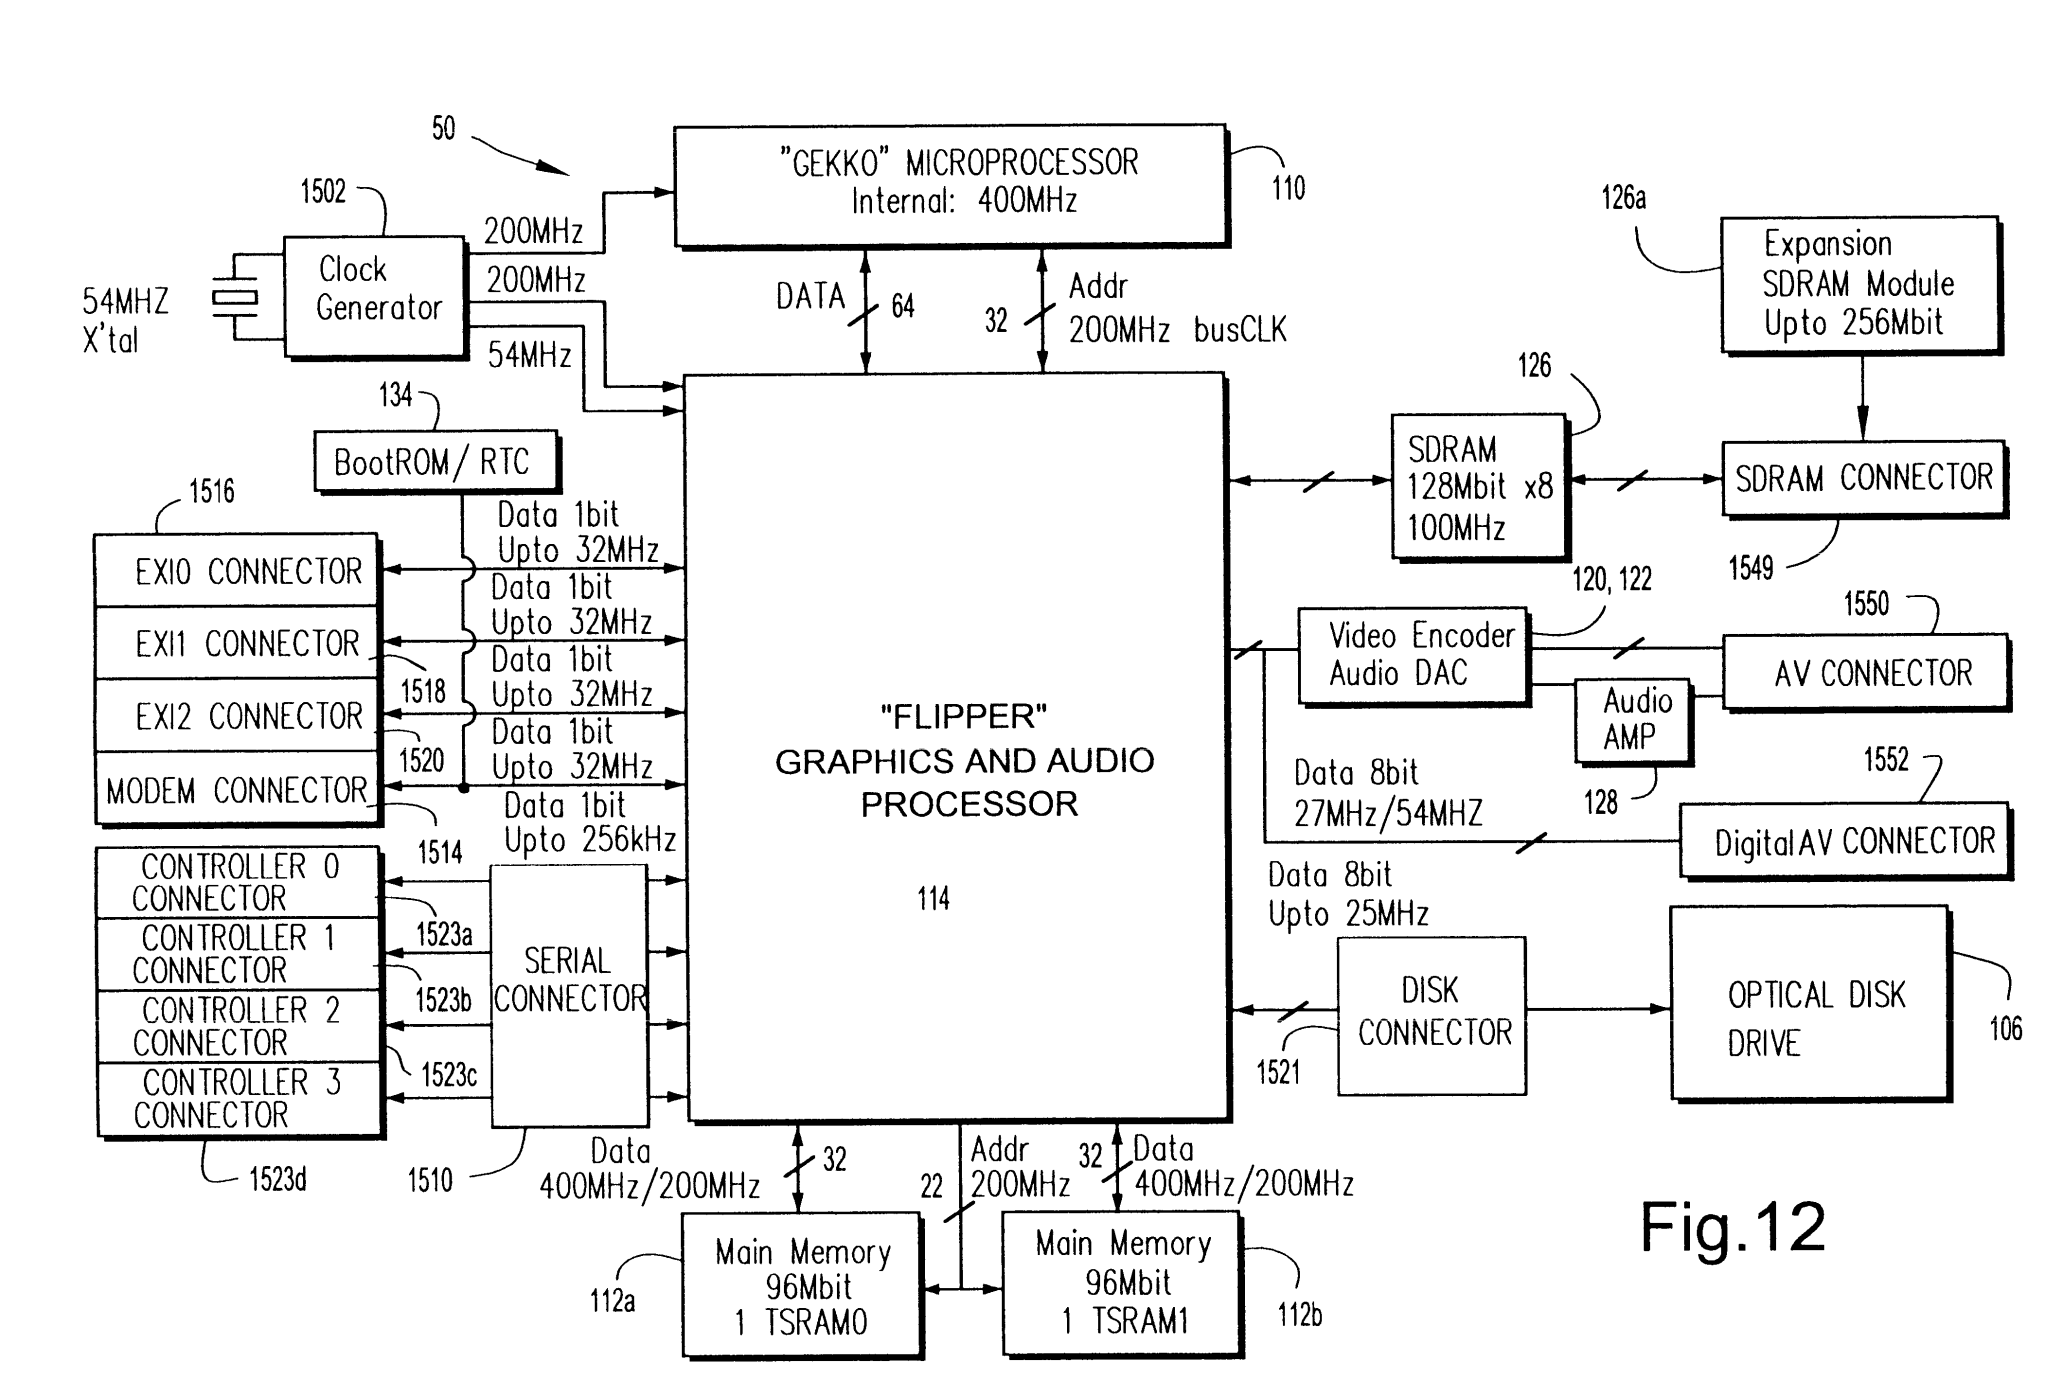 50
"GEKKO" MICROPROCESSOR
Internal: 400MHz
110
1502
Clock
Generator
54MHZ
X'tal
200MHz
200MHz
54MHz
DATA
64
32
Addr
200MHz busCLK
126a
Expansion
SDRAM Module
Upto 256Mbit
134
BootROM/ RTC
126
SDRAM
128Mbit x8
100MHz
SDRAM CONNECTOR
1549
1516
EXI0 CONNECTOR
EXI1 CONNECTOR
1518
EXI2 CONNECTOR
1520
MODEM CONNECTOR
1514
Data 1bit
Upto 32MHz
Data 1bit
Upto 32MHz
Data 1bit
Upto 32MHz
Data 1bit
Upto 32MHz
Data 1bit
Upto 256kHz
"FLIPPER"
GRAPHICS AND AUDIO
PROCESSOR
114
120, 122
Video Encoder
Audio DAC
1550
AV CONNECTOR
Audio
AMP
128
Data 8bit
27MHz/54MHZ
1552
DigitalAV CONNECTOR
Data 8bit
Upto 25MHz
DISK
CONNECTOR
1521
OPTICAL DISK
DRIVE
106
CONTROLLER 0
CONNECTOR
1523a
CONTROLLER 1
CONNECTOR
1523b
CONTROLLER 2
CONNECTOR
1523c
CONTROLLER 3
CONNECTOR
1523d
SERIAL
CONNECTOR
1510
Data
400MHz/200MHz
32
Addr
200MHz
22
32
Data
400MHz/200MHz
Main Memory
96Mbit
1 TSRAM0
112a
Main Memory
96Mbit
1 TSRAM1
112b
Fig.12